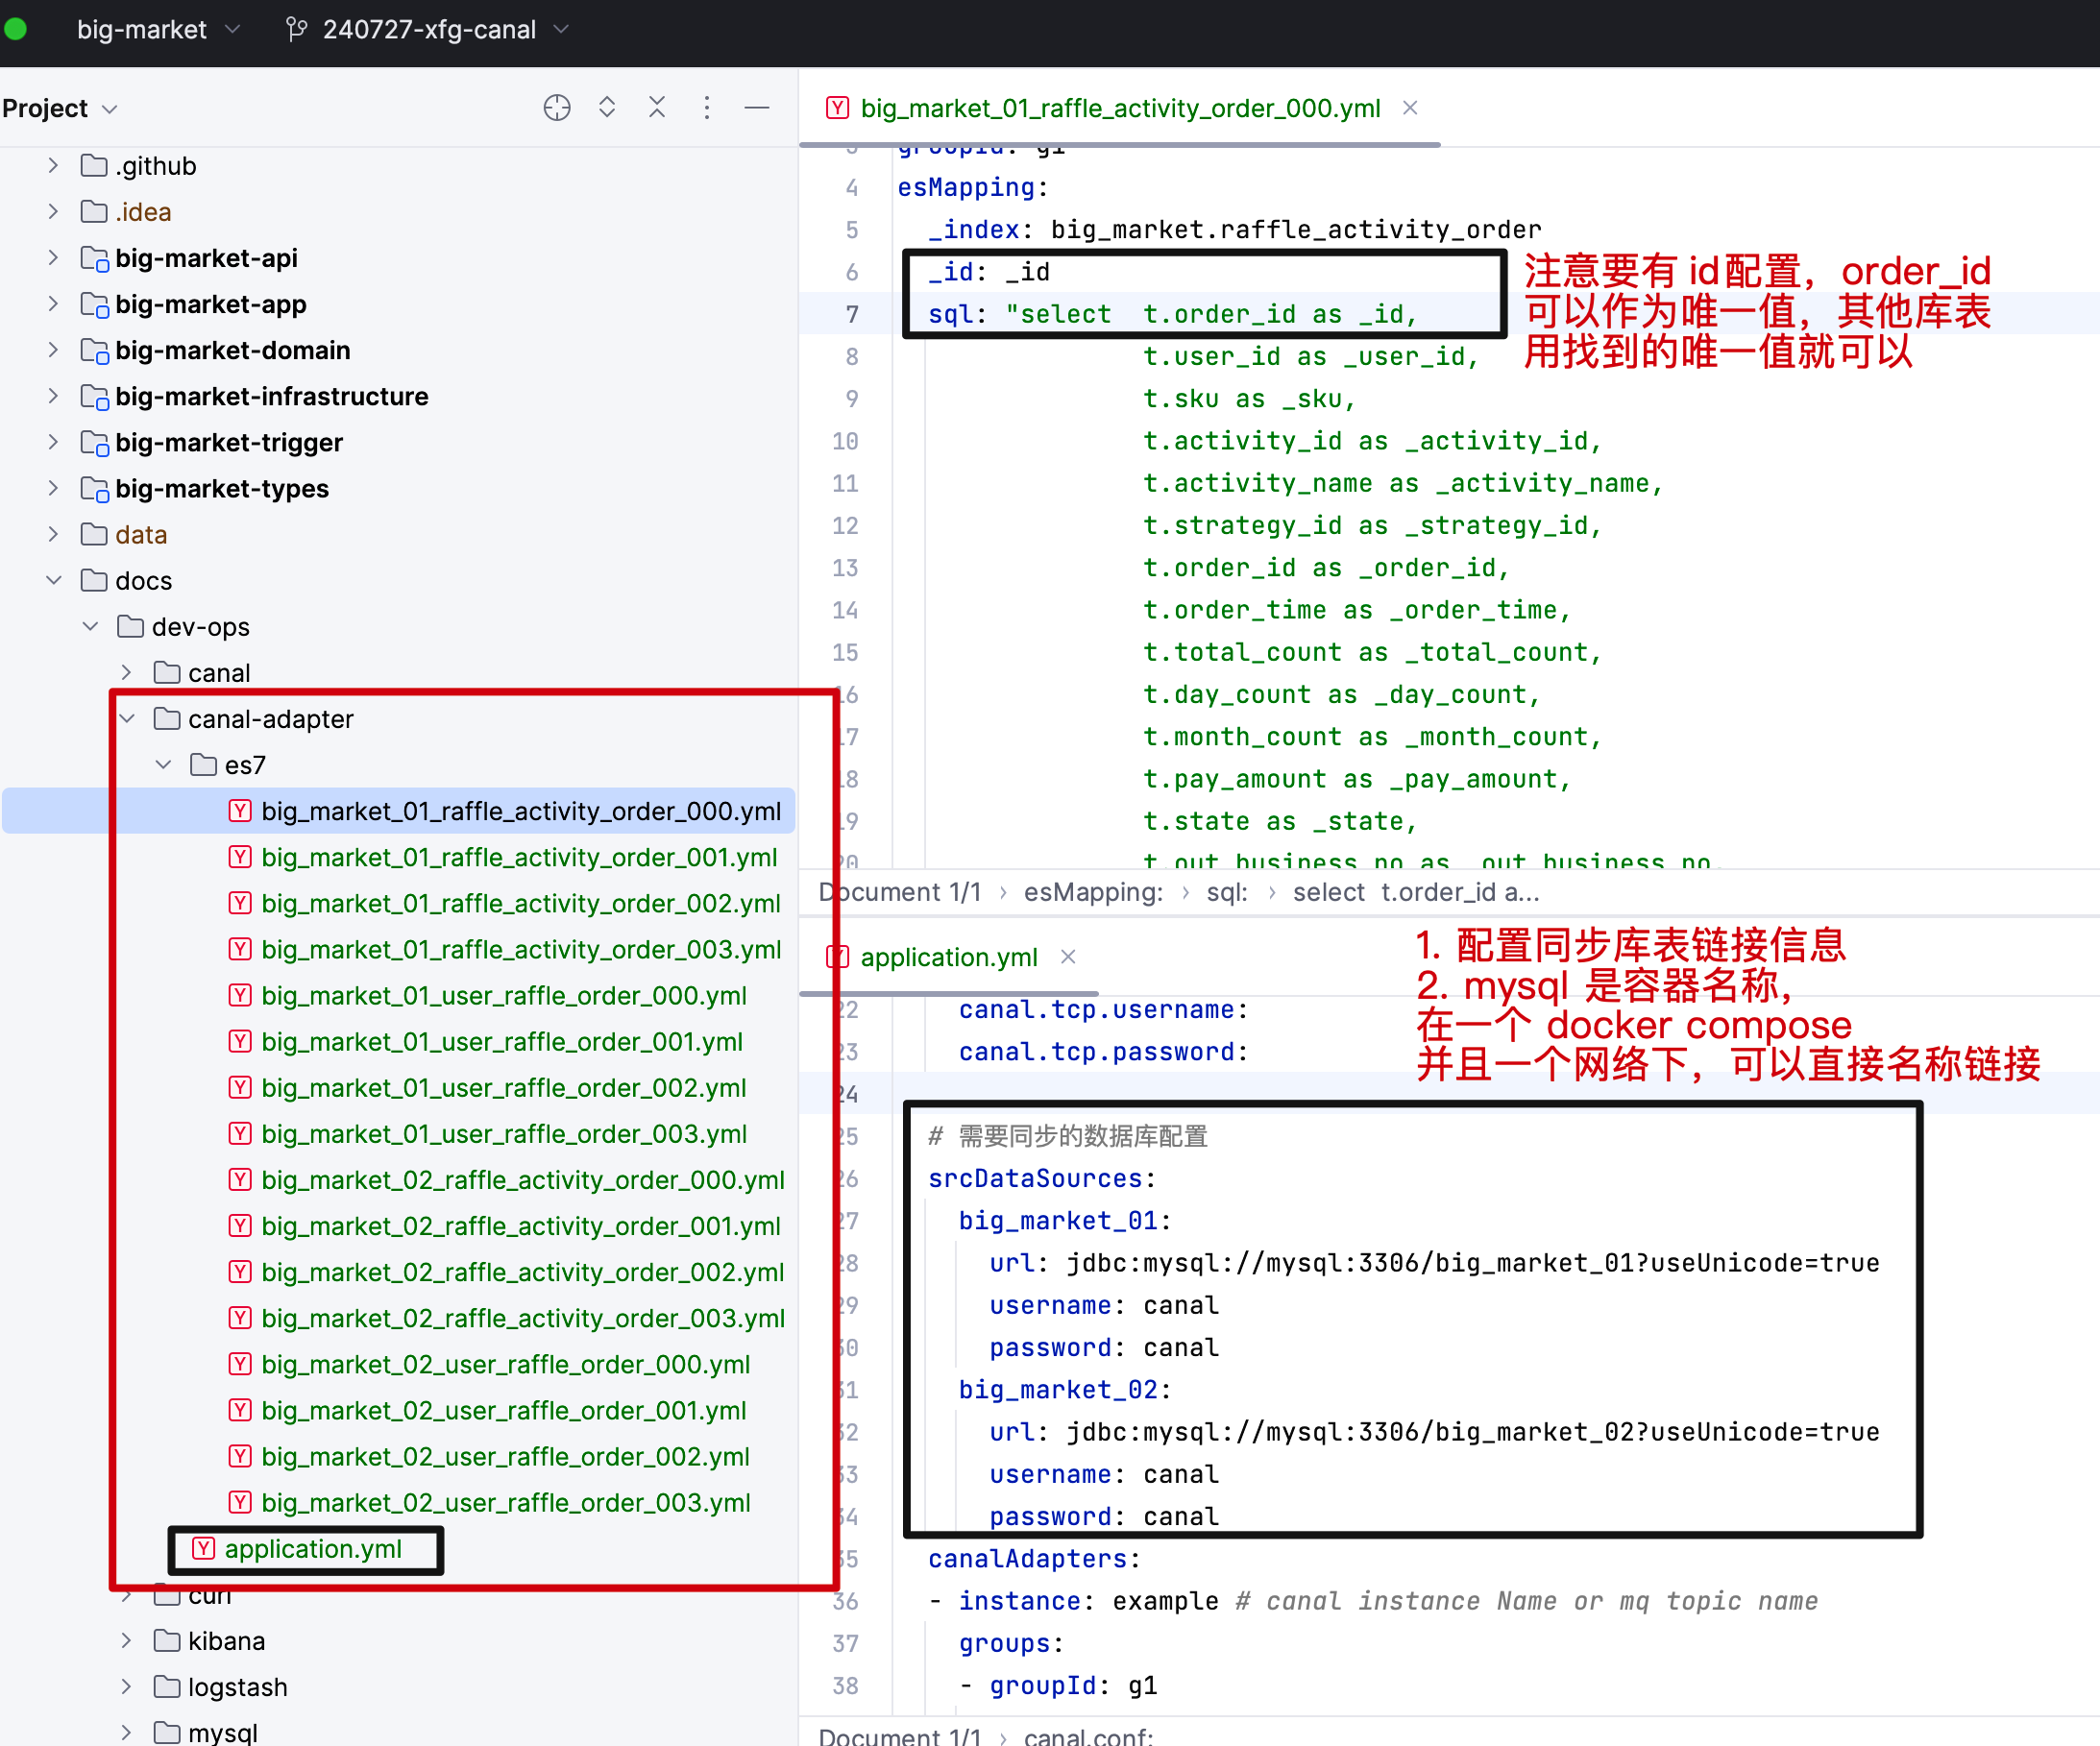 big-market
240727-xfg-canal
Project
.github
.idea
big-market-api
big-market-app
big-market-domain
big-market-infrastructure
big-market-trigger
big-market-types
data
docs
dev-ops
canal
canal-adapter
es7
big_market_01_raffle_activity_order_000.yml
big_market_01_raffle_activity_order_001.yml
big_market_01_raffle_activity_order_002.yml
big_market_01_raffle_activity_order_003.yml
big_market_01_user_raffle_order_000.yml
big_market_01_user_raffle_order_001.yml
big_market_01_user_raffle_order_002.yml
big_market_01_user_raffle_order_003.yml
big_market_02_raffle_activity_order_000.yml
big_market_02_raffle_activity_order_001.yml
big_market_02_raffle_activity_order_002.yml
big_market_02_raffle_activity_order_003.yml
big_market_02_user_raffle_order_000.yml
big_market_02_user_raffle_order_001.yml
big_market_02_user_raffle_order_002.yml
big_market_02_user_raffle_order_003.yml
application.yml
curl
kibana
logstash
mysql
big_market_01_raffle_activity_order_000.yml
3 groupId: g1
4 esMapping:
5 _index: big_market.raffle_activity_order
6 _id: _id
7 sql: "select  t.order_id as _id,
8 t.user_id as _user_id,
9 t.sku as _sku,
10 t.activity_id as _activity_id,
11 t.activity_name as _activity_name,
12 t.strategy_id as _strategy_id,
13 t.order_id as _order_id,
14 t.order_time as _order_time,
15 t.total_count as _total_count,
16 t.day_count as _day_count,
17 t.month_count as _month_count,
18 t.pay_amount as _pay_amount,
19 t.state as _state,
20 t.out_business_no as _out_business_no,
注意要有 id配置，order_id
可以作为唯一值，其他库表
用找到的唯一值就可以
Document 1/1 › esMapping: › sql: › select  t.order_id a...
application.yml
1. 配置同步库表链接信息
2. mysql 是容器名称，
在一个 docker compose
并且一个网络下，可以直接名称链接
22 canal.tcp.username:
23 canal.tcp.password:
24
25 # 需要同步的数据库配置
26 srcDataSources:
27 big_market_01:
28 url: jdbc:mysql://mysql:3306/big_market_01?useUnicode=true
29 username: canal
30 password: canal
31 big_market_02:
32 url: jdbc:mysql://mysql:3306/big_market_02?useUnicode=true
33 username: canal
34 password: canal
35 canalAdapters:
36 - instance: example # canal instance Name or mq topic name
37 groups:
38 - groupId: g1
Document 1/1 › canal.conf: